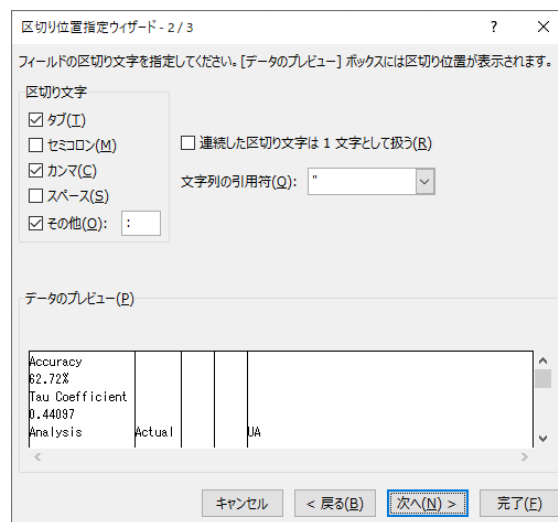 区切り位置指定ウィザード - 2 / 3 ? ×
フィールドの区切り文字を指定してください。[データのプレビュー] ボックスには区切り位置が表示されます。
区切り文字
タブ(T)
セミコロン(M)
カンマ(C)
スペース(S)
その他(O): :
連続した区切り文字は 1 文字として扱う(R)
文字列の引用符(Q): "
データのプレビュー(P)
Accuracy
62.72%
Tau Coefficient
0.44097
Analysis Actual UA
キャンセル < 戻る(B) 次へ(N) > 完了(F)